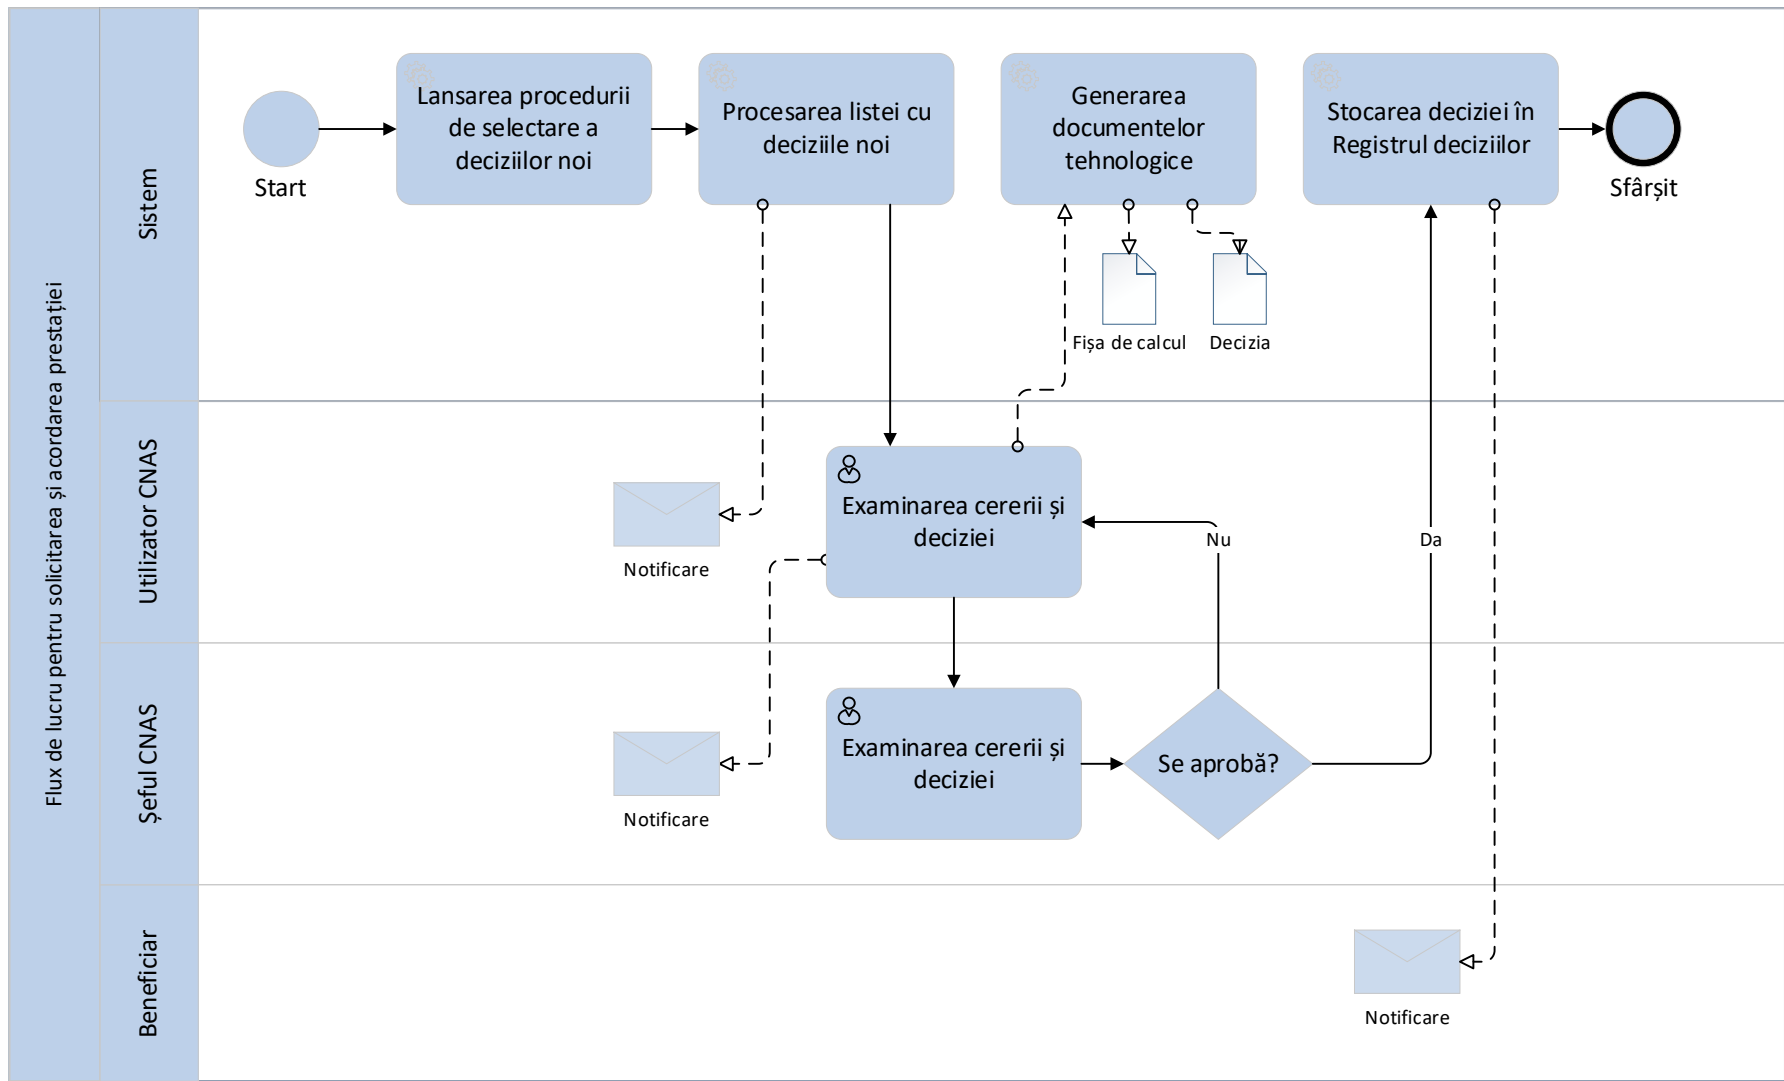 Flux de lucru pentru solicitarea și acordarea prestației
Sistem
Start
Lansarea procedurii
de selectare a
deciziilor noi
Procesarea listei cu
deciziile noi
Generarea
documentelor
tehnologice
Stocarea deciziei în
Registrul deciziilor
Sfârșit
Fișa de calcul
Decizia
Utilizator CNAS
Notificare
Examinarea cererii și
deciziei
Nu
Da
Șeful CNAS
Notificare
Examinarea cererii și
deciziei
Se aprobă?
Beneficiar
Notificare